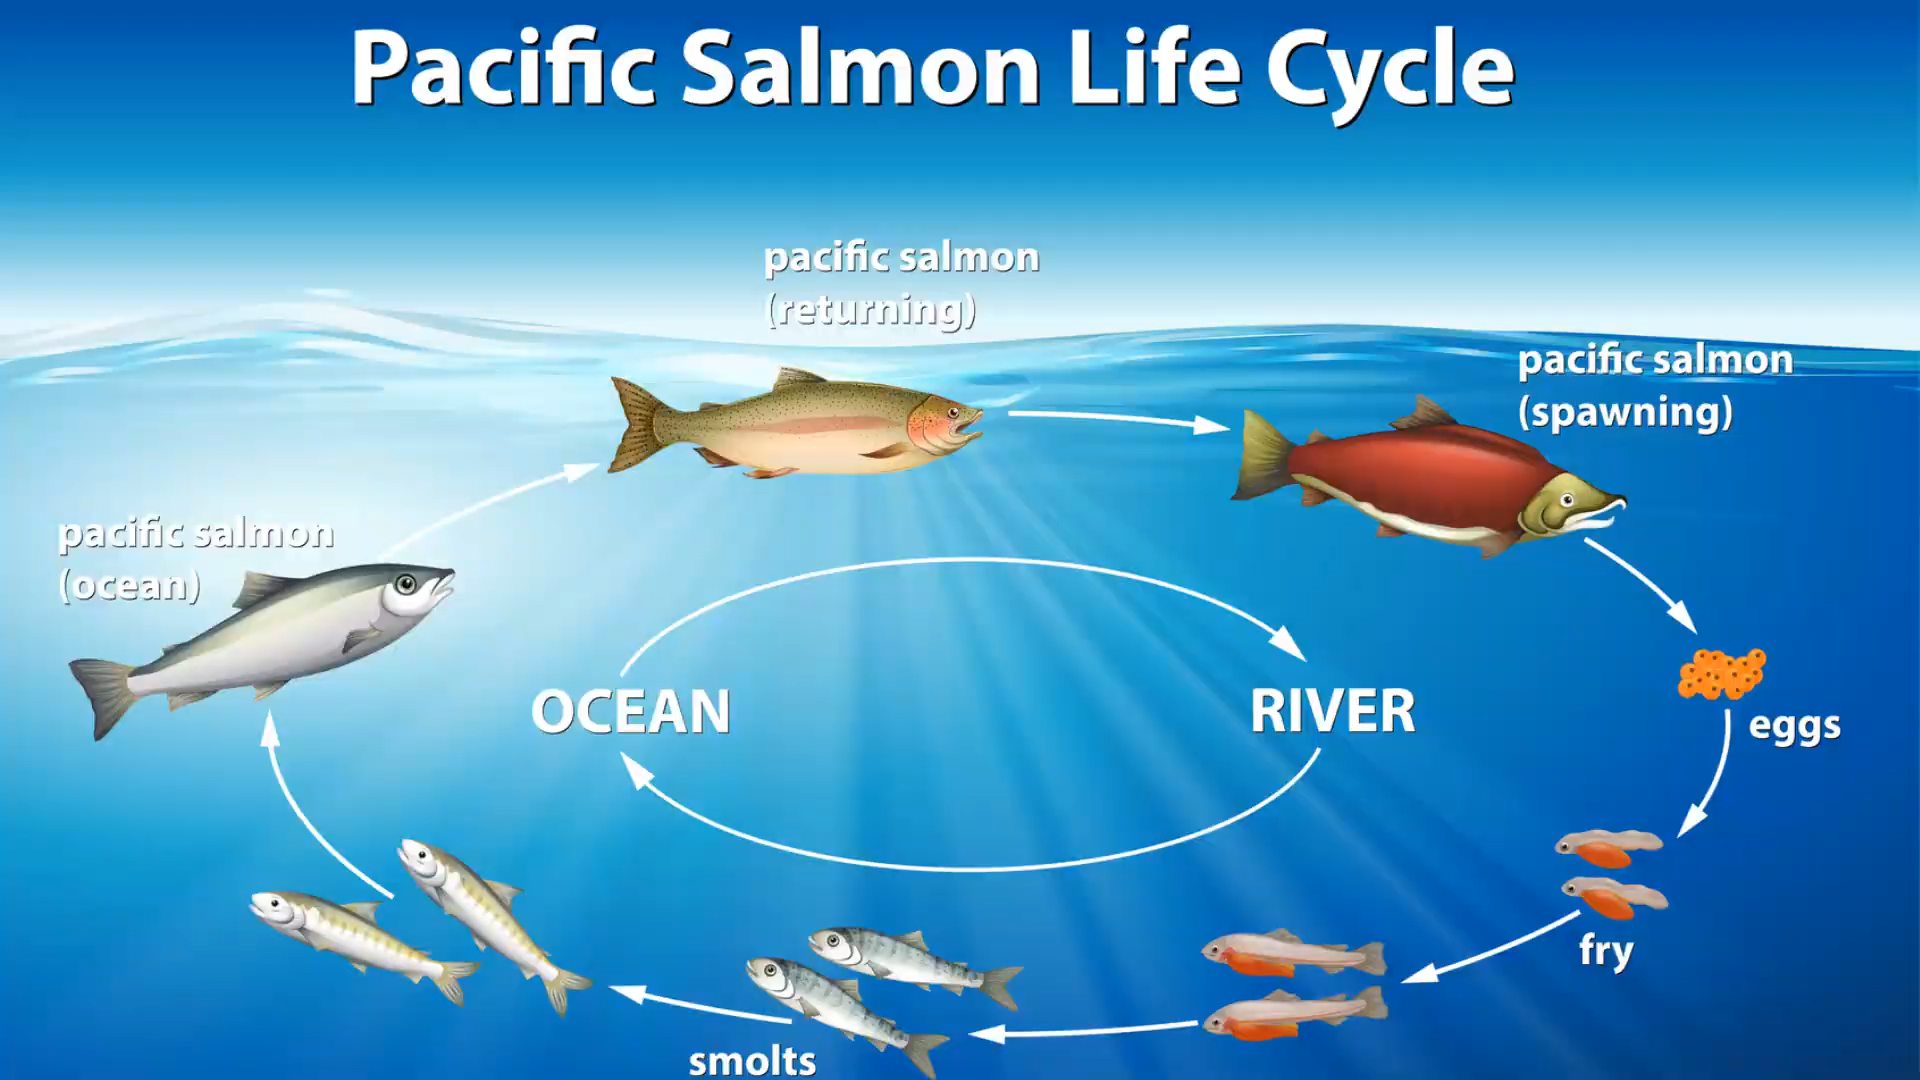 Pacific Salmon Life Cycle
pacific salmon
(returning)
pacific salmon
(spawning)
pacific salmon
(ocean)
OCEAN
RIVER
eggs
fry
smolts